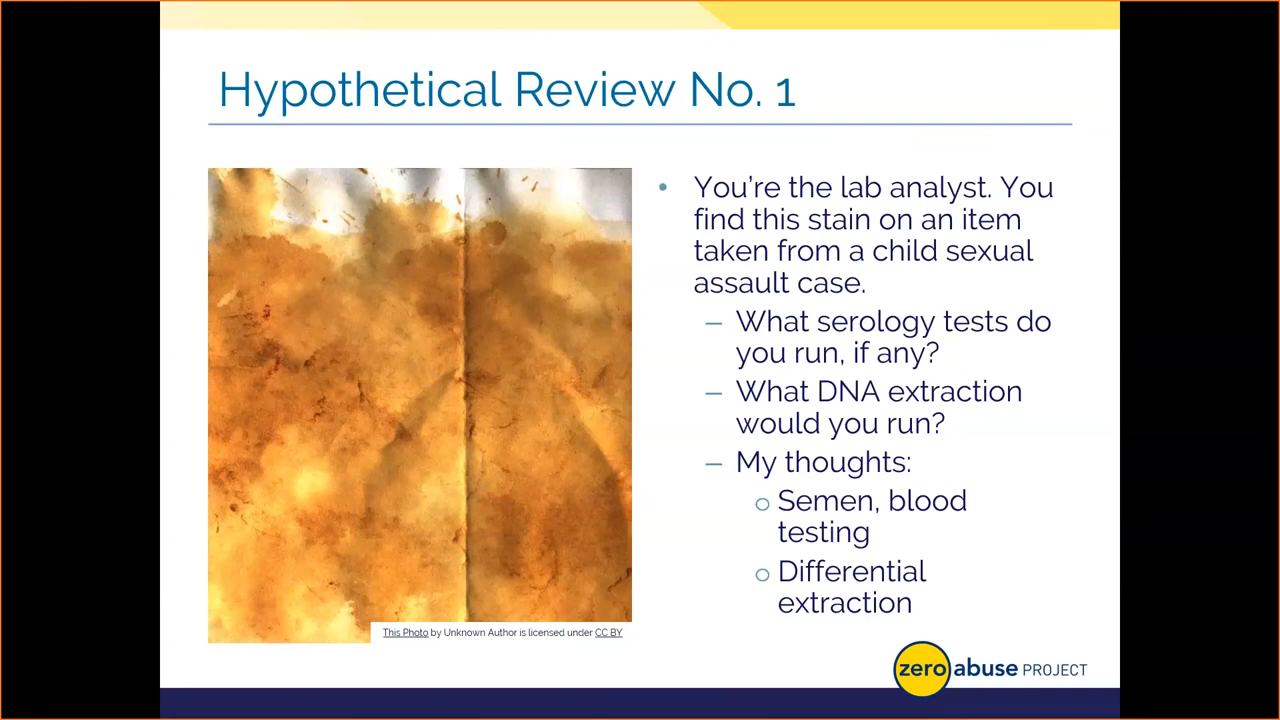 Hypothetical Review No. 1
• You’re the lab analyst. You
find this stain on an item
taken from a child sexual
assault case.
– What serology tests do
you run, if any?
– What DNA extraction
would you run?
– My thoughts:
o Semen, blood
testing
o Differential
extraction
This Photo by Unknown Author is licensed under CC BY
zero abuse PROJECT